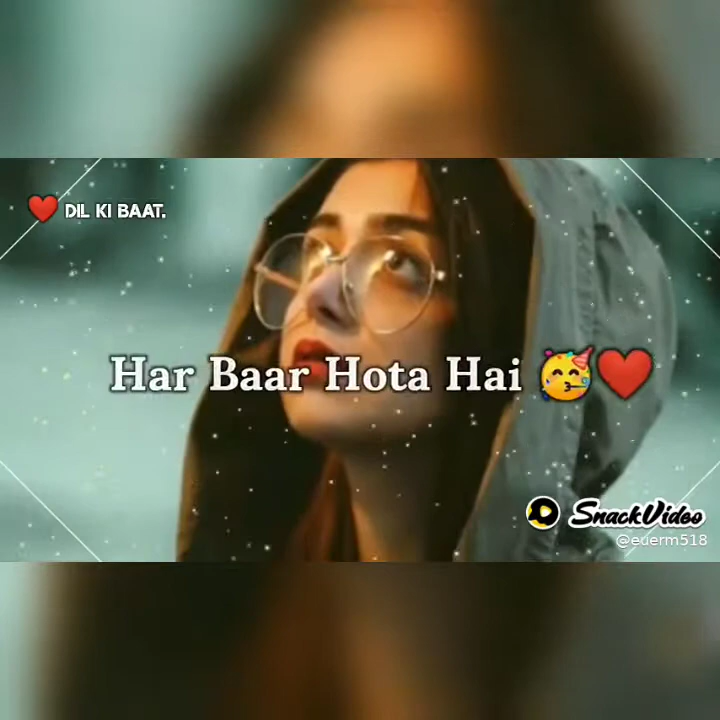 ❤️ DIL KI BAAT.
Har Baar Hota Hai 🥳❤️
SnackVideo
@ederm518